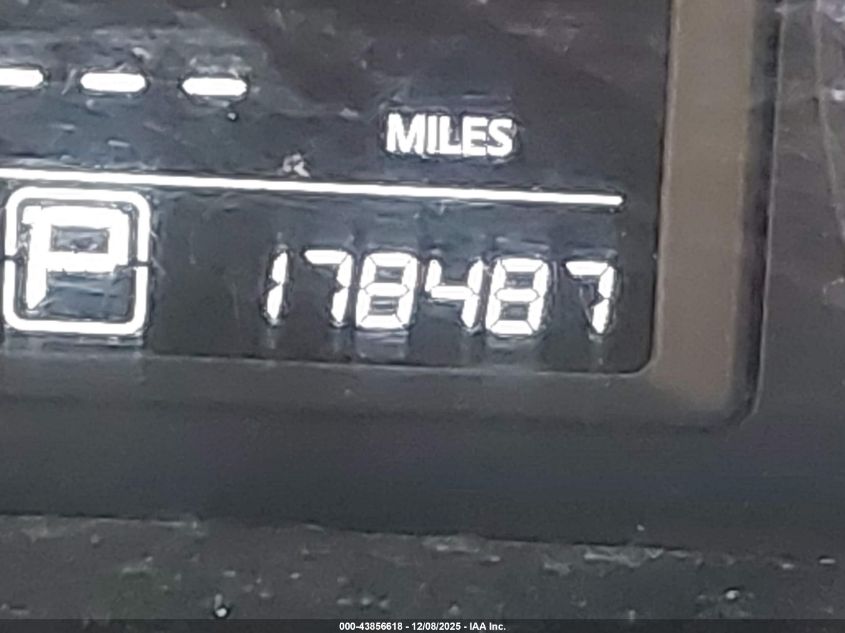 --- 
MILES
P 178487
000-43856618 - 12/08/2025 - IAA Inc.